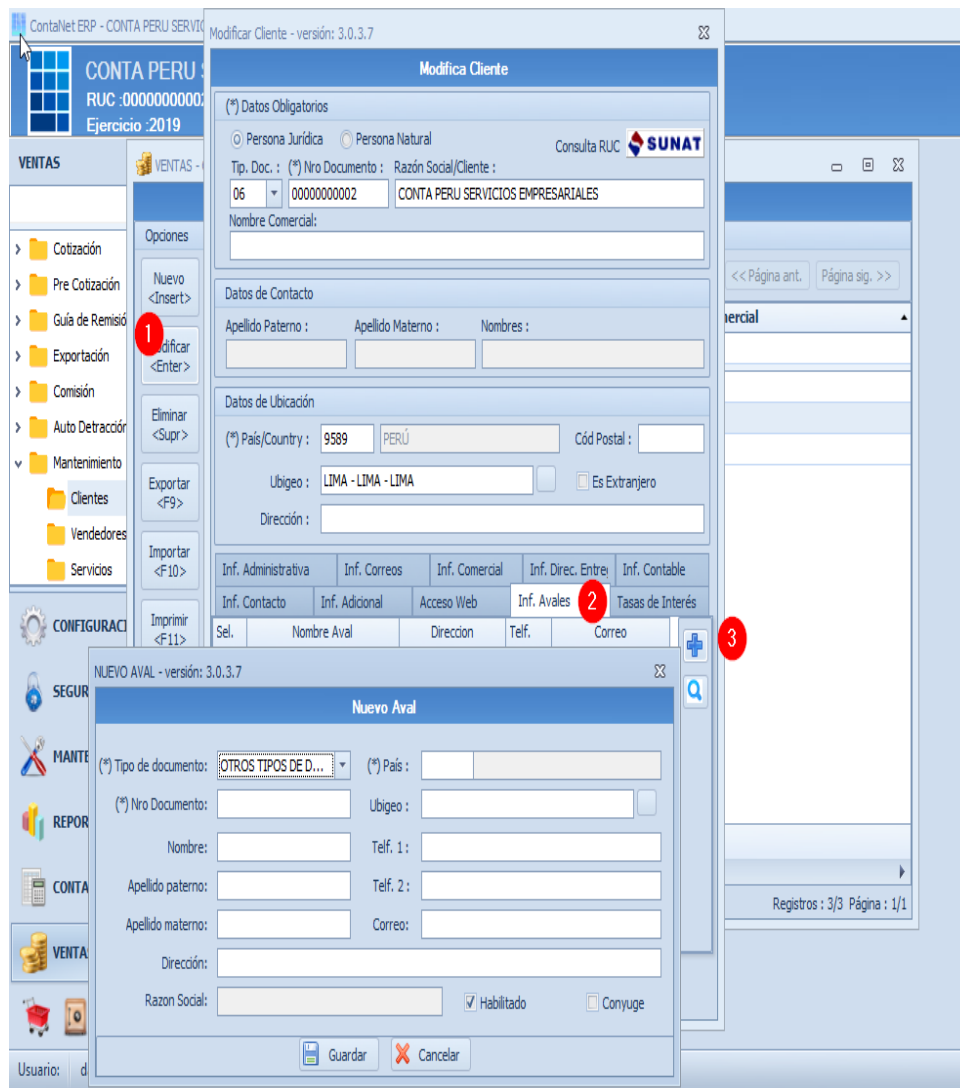 ContaNet ERP - CONTA PERU SERVIC
CONTA PERU S
RUC :00000000002
Ejercicio :2019
VENTAS
Cotización
Pre Cotización
Guía de Remisió
Exportación
Comisión
Auto Detracción
Mantenimiento
Clientes
Vendedores
Servicios
CONFIGURACI
SEGUR
MANTE
REPOR
CONTA
VENTA
Usuario: d
VENTAS - C
Opciones
Nuevo
<Insert>
1
odificar
<Enter>
Eliminar
<Supr>
Exportar
<F9>
Importar
<F10>
Imprimir
<F11>
<< Página ant.
Página sig. >>
nercial
Registros : 3/3 Página : 1/1
Modificar Cliente - versión: 3.0.3.7
Modifica Cliente
(*) Datos Obligatorios
Persona Jurídica
Persona Natural
Consulta RUC
SUNAT
Tip. Doc. : (*) Nro Documento : Razón Social/Cliente :
06 00000000002 CONTA PERU SERVICIOS EMPRESARIALES
Nombre Comercial:
Datos de Contacto
Apellido Paterno : Apellido Materno : Nombres :
Datos de Ubicación
(*) País/Country : 9589 PERÚ Cód Postal :
Ubigeo : LIMA - LIMA - LIMA Es Extranjero
Dirección :
Inf. Administrativa Inf. Correos Inf. Comercial Inf. Direc. Entre Inf. Contable
Inf. Contacto Inf. Adicional Acceso Web Inf. Avales 2 Tasas de Interés
Sel. Nombre Aval Direccion Telf. Correo
3
NUEVO AVAL - versión: 3.0.3.7
Nuevo Aval
(*) Tipo de documento: OTROS TIPOS DE D... (*) País :
(*) Nro Documento: Ubigeo :
Nombre: Telf. 1 :
Apellido paterno: Telf. 2 :
Apellido materno: Correo:
Dirección:
Razon Social: Habilitado Conyuge
Guardar Cancelar